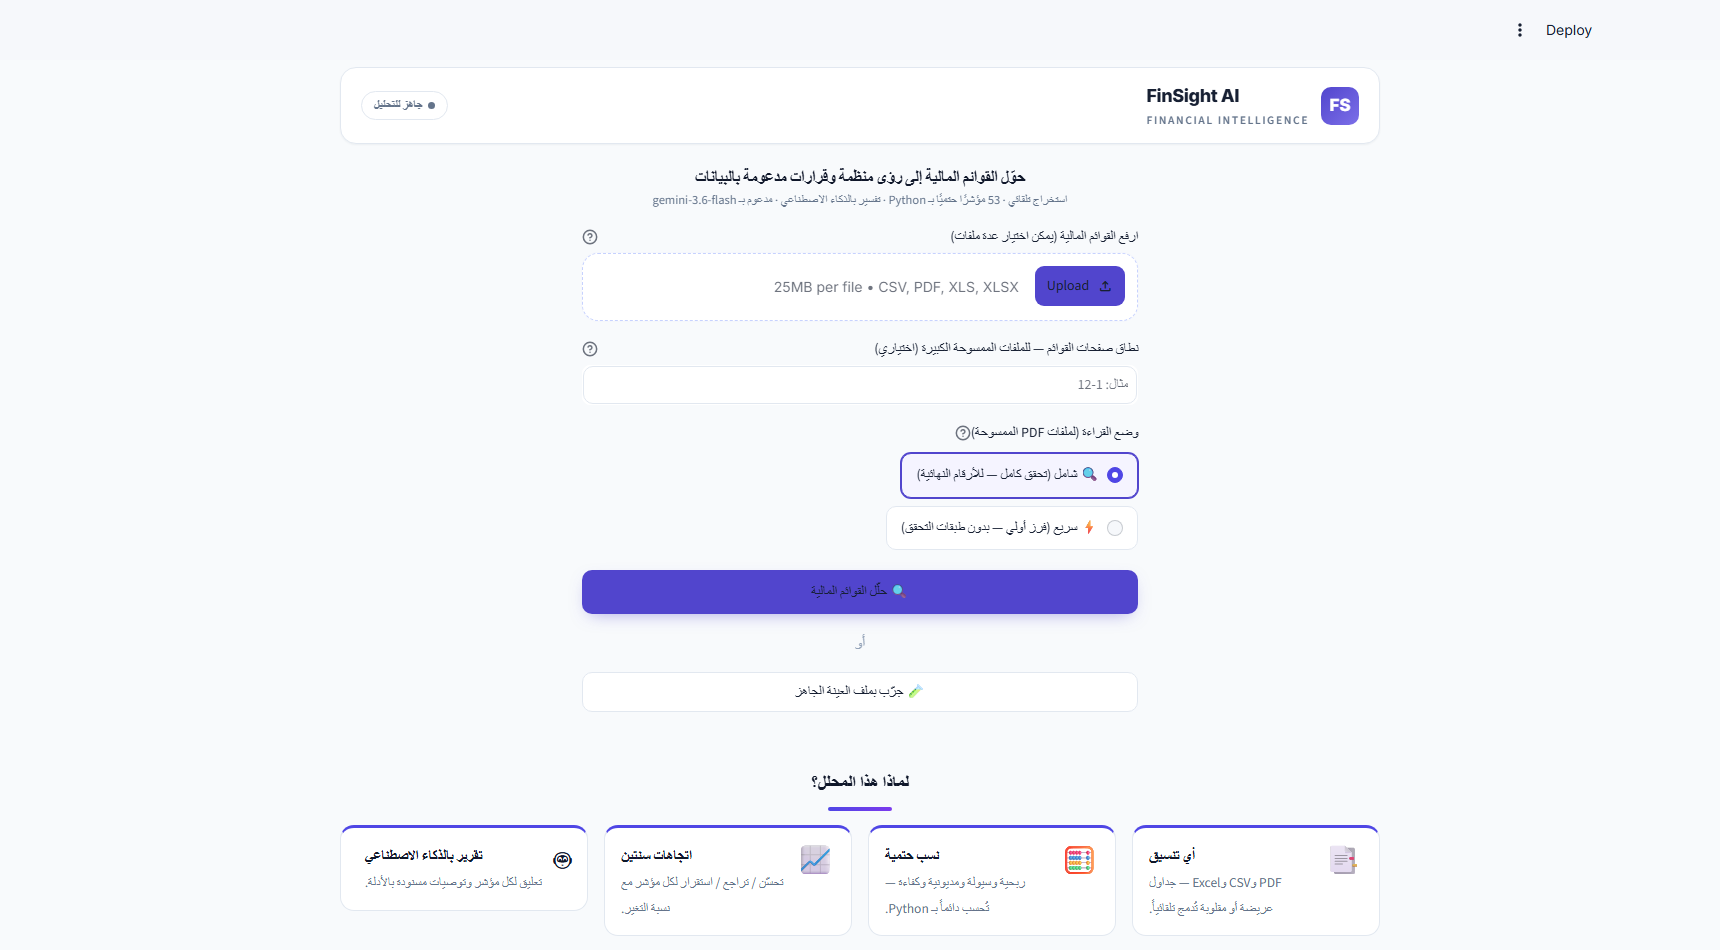 Deploy
FS
FinSight AI
FINANCIAL INTELLIGENCE
جاهز للتحليل
حوّل القوائم المالية إلى رؤى منظمة وقرارات مدعومة بالبيانات
استخراج تلقائي · 53 مؤشرًا حتميًا بـ Python · تفسير بالذكاء الاصطناعي · مدعوم بـ gemini-3.6-flash
ارفع القوائم المالية (يمكن اختيار عدة ملفات)
Upload
25MB per file • CSV, PDF, XLS, XLSX
نطاق صفحات القوائم — للملفات الممسوحة الكبيرة (اختياري)
مثال: 1-12
وضع القراءة (لملفات PDF الممسوحة)
شامل (تحقق كامل — للأرقام النهائية)
سريع (فرز أولي — بدون طبقات التحقق)
حلّل القوائم المالية
أو
جرّب بملف العينة الجاهز
لماذا هذا المحلل؟
أي تنسيق
PDF وCSV وExcel — جداول
عريضة أو مقلوبة تُدمج تلقائياً.
نسب حتمية
ربحية وسيولة ومديونية وكفاءة —
تُحسب دائماً بـ Python.
اتجاهات سنتين
تحسّن / تراجع / استقرار لكل مؤشر مع
نسبة التغير.
تقرير بالذكاء الاصطناعي
تعليق لكل مؤشر وتوصيات مسنودة بالأدلة.